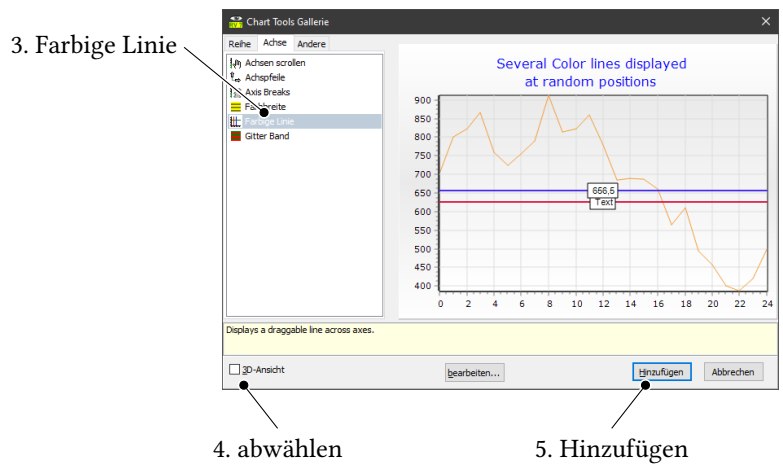 Chart Tools Gallerie
3. Farbige Linie
Reihe Achse Andere
Achsen scrollen
Achspfeile
Axis Breaks
Farbbreite
Farbige Linie
Gitter Band
Several Color lines displayed
at random positions
900
850
800
750
700
650
600
550
500
450
400
656,5
Text
0 2 4 6 8 10 12 14 16 18 20 22 24
Displays a draggable line across axes.
3D-Ansicht
bearbeiten...
Hinzufügen
Abbrechen
4. abwählen
5. Hinzufügen